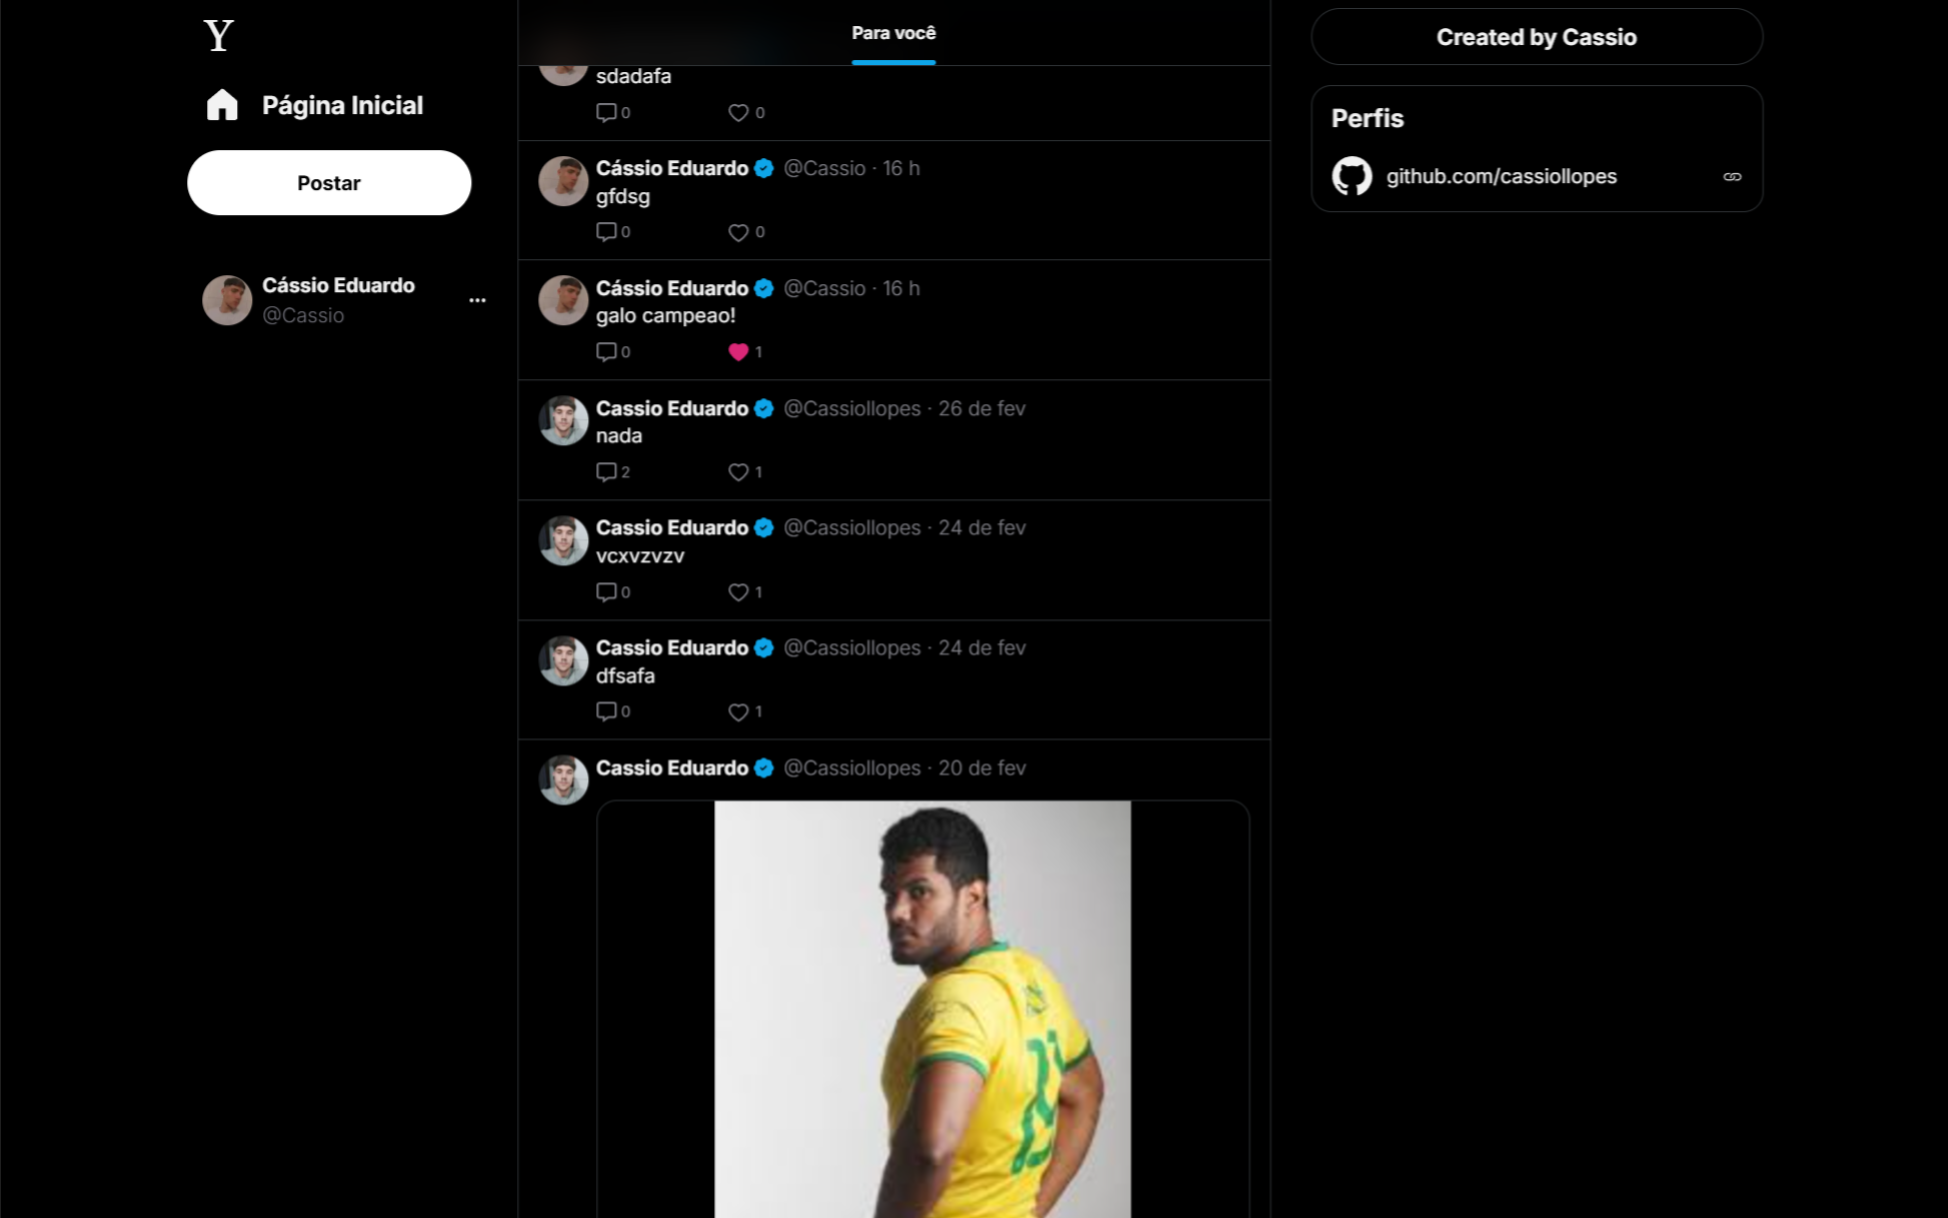 Y
Página Inicial
Postar
Cássio Eduardo
@Cassio
Para você
sdadafa
0 0
Cássio Eduardo @Cassio · 16 h
gfdsg
0 0
Cássio Eduardo @Cassio · 16 h
galo campeao!
0 1
Cassio Eduardo @Cassiollopes · 26 de fev
nada
2 1
Cassio Eduardo @Cassiollopes · 24 de fev
vcxvzvzv
0 1
Cassio Eduardo @Cassiollopes · 24 de fev
dfsafa
0 1
Cassio Eduardo @Cassiollopes · 20 de fev
Created by Cassio
Perfis
github.com/cassiollopes